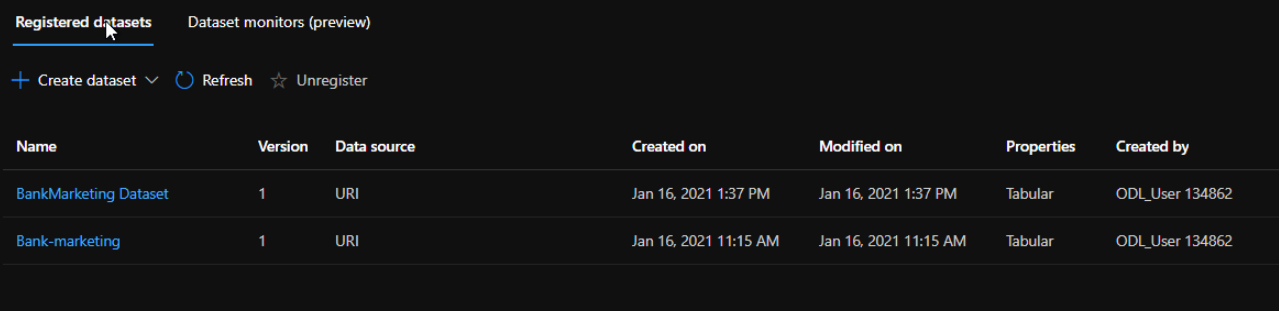 Registered datasets Dataset monitors (preview)
Create dataset Refresh Unregister
Name Version Data source Created on Modified on Properties Created by
BankMarketing Dataset 1 URI Jan 16, 2021 1:37 PM Jan 16, 2021 1:37 PM Tabular ODL_User 134862
Bank-marketing 1 URI Jan 16, 2021 11:15 AM Jan 16, 2021 11:15 AM Tabular ODL_User 134862